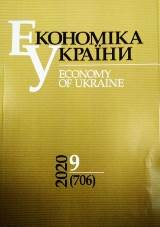 ЕКОНОМІКА
УКРАЇНИ
ECONOMY
OF UKRAINE
2020
9
(706)